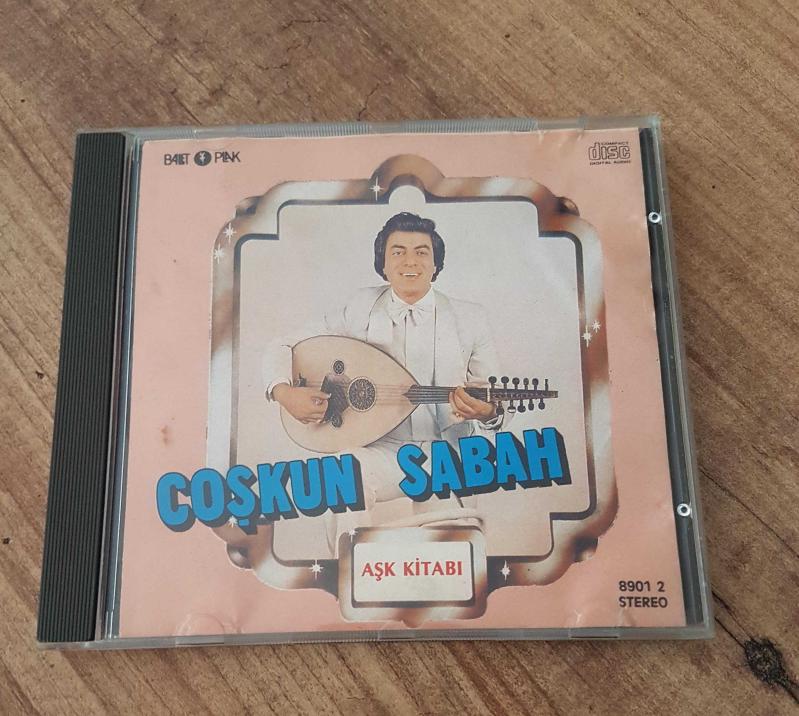 BALET PLAK
COMPACT
disc
DIGITAL AUDIO
COŞKUN SABAH
AŞK KİTABI
8901 2
STEREO